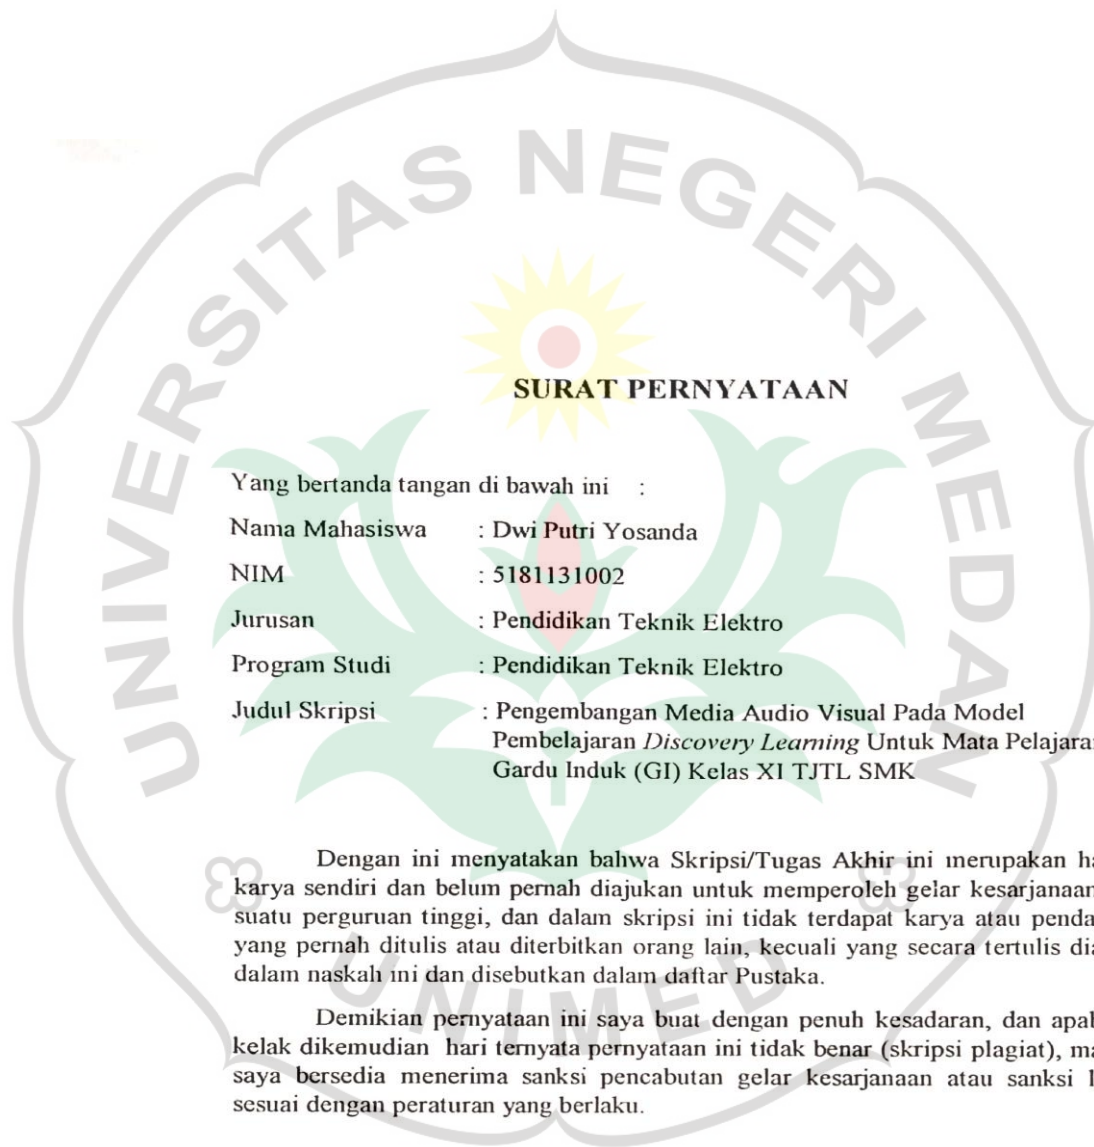 UNIVERSITAS NEGERI MEDAN
SURAT PERNYATAAN
Yang bertanda tangan di bawah ini :
Nama Mahasiswa : Dwi Putri Yosanda
NIM : 5181131002
Jurusan : Pendidikan Teknik Elektro
Program Studi : Pendidikan Teknik Elektro
Judul Skripsi : Pengembangan Media Audio Visual Pada Model
Pembelajaran Discovery Learning Untuk Mata
Gardu Induk (GI) Kelas XI TJTL SMK
Dengan ini menyatakan bahwa Skripsi/Tugas Akhir ini merupakan
karya sendiri dan belum pernah diajukan untuk memperoleh gelar kesarjanaan
suatu perguruan tinggi, dan dalam skripsi ini tidak terdapat karya atau
yang pernah ditulis atau diterbitkan orang lain, kecuali yang secara tertulis
dalam naskah ini dan disebutkan dalam daftar Pustaka.
Demikian pernyataan ini saya buat dengan penuh kesadaran, dan
kelak dikemudian hari ternyata pernyataan ini tidak benar (skripsi plagiat),
saya bersedia menerima sanksi pencabutan gelar kesarjanaan atau sanksi
sesuai dengan peraturan yang berlaku.
UNIMED